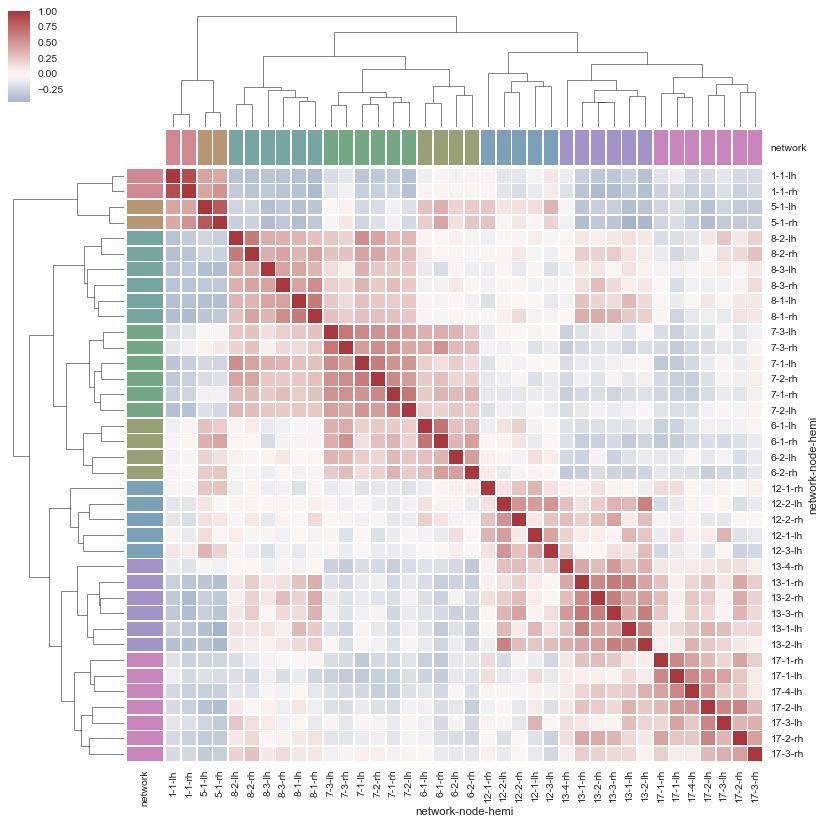 1.00
0.75
0.50
0.25
0.00
−0.25
network
1-1-lh
1-1-rh
5-1-lh
5-1-rh
8-2-lh
8-2-rh
8-3-lh
8-3-rh
8-1-lh
8-1-rh
7-3-lh
7-3-rh
7-1-lh
7-2-rh
7-1-rh
7-2-lh
6-1-lh
6-1-rh
6-2-lh
6-2-rh
12-1-rh
12-2-lh
12-2-rh
12-1-lh
12-3-lh
13-4-rh
13-1-rh
13-2-rh
13-3-rh
13-1-lh
13-2-lh
17-1-rh
17-1-lh
17-4-lh
17-2-lh
17-3-lh
17-2-rh
17-3-rh
network-node-hemi
network
1-1-lh
1-1-rh
5-1-lh
5-1-rh
8-2-lh
8-2-rh
8-3-lh
8-3-rh
8-1-lh
8-1-rh
7-3-lh
7-3-rh
7-1-lh
7-2-rh
7-1-rh
7-2-lh
6-1-lh
6-1-rh
6-2-lh
6-2-rh
12-1-rh
12-2-lh
12-2-rh
12-1-lh
12-3-lh
13-4-rh
13-1-rh
13-2-rh
13-3-rh
13-1-lh
13-2-lh
17-1-rh
17-1-lh
17-4-lh
17-2-lh
17-3-lh
17-2-rh
17-3-rh
network-node-hemi